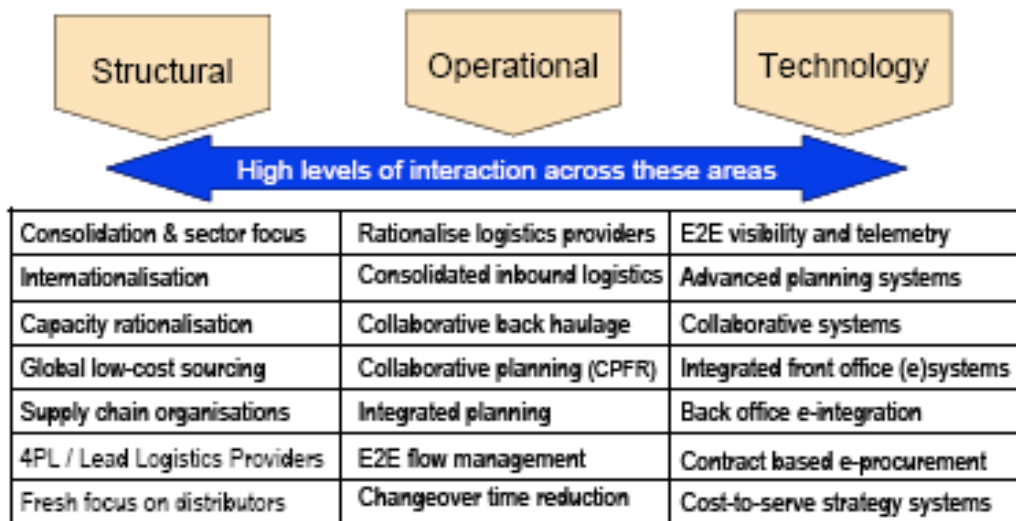 Structural
Operational
Technology
High levels of interaction across these areas
Consolidation & sector focus
Rationalise logistics providers
E2E visibility and telemetry
Internationalisation
Consolidated inbound logistics
Advanced planning systems
Capacity rationalisation
Collaborative back haulage
Collaborative systems
Global low-cost sourcing
Collaborative planning (CPFR)
Integrated front office (e)systems
Supply chain organisations
Integrated planning
Back office e-integration
4PL / Lead Logistics Providers
E2E flow management
Contract based e-procurement
Fresh focus on distributors
Changeover time reduction
Cost-to-serve strategy systems